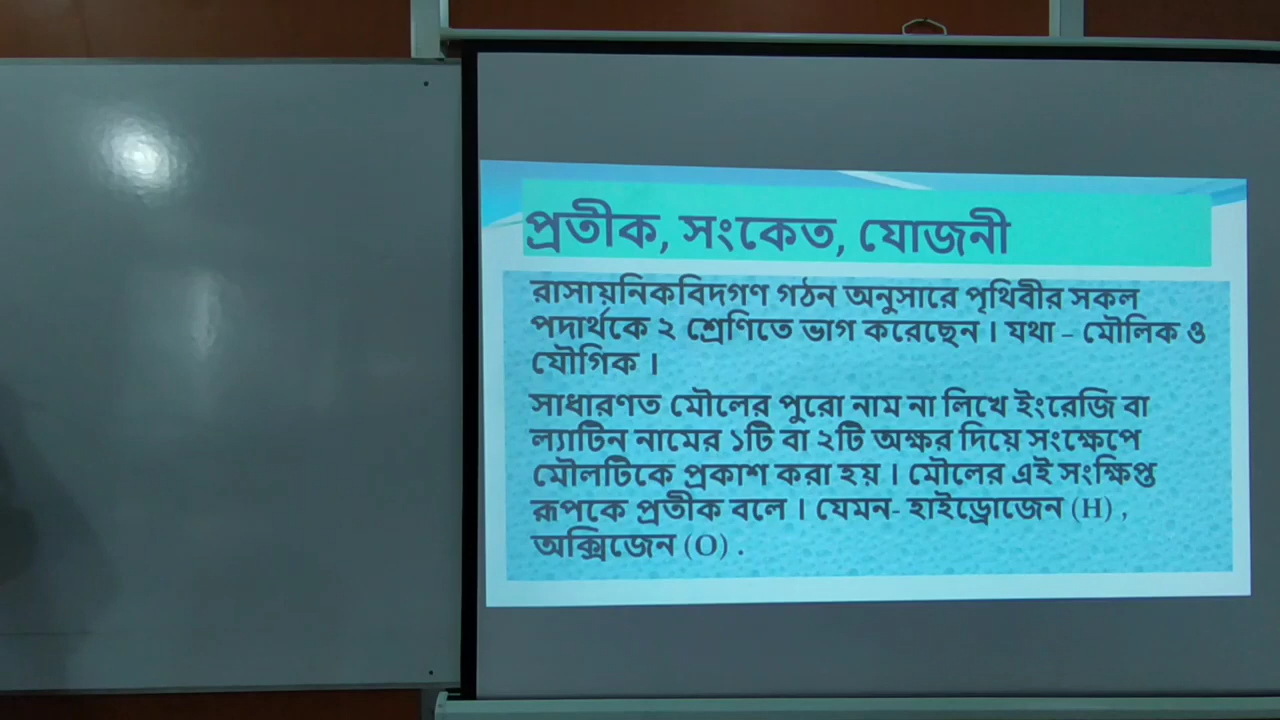 প্রতীক, সংকেত, যোজনী
রাসায়নিকবিদগণ গঠন অনুসারে পৃথিবীর সকল
পদার্থকে ২ শ্রেণিতে ভাগ করেছেন । যথা - মৌলিক ও
যৌগিক ।
সাধারণত মৌলের পুরো নাম না লিখে ইংরেজি বা
ল্যাটিন নামের ১টি বা ২টি অক্ষর দিয়ে সংক্ষেপে
মৌলটিকে প্রকাশ করা হয় । মৌলের এই সংক্ষিপ্ত
রূপকে প্রতীক বলে । যেমন- হাইড্রোজেন (H) ,
অক্সিজেন (O) .